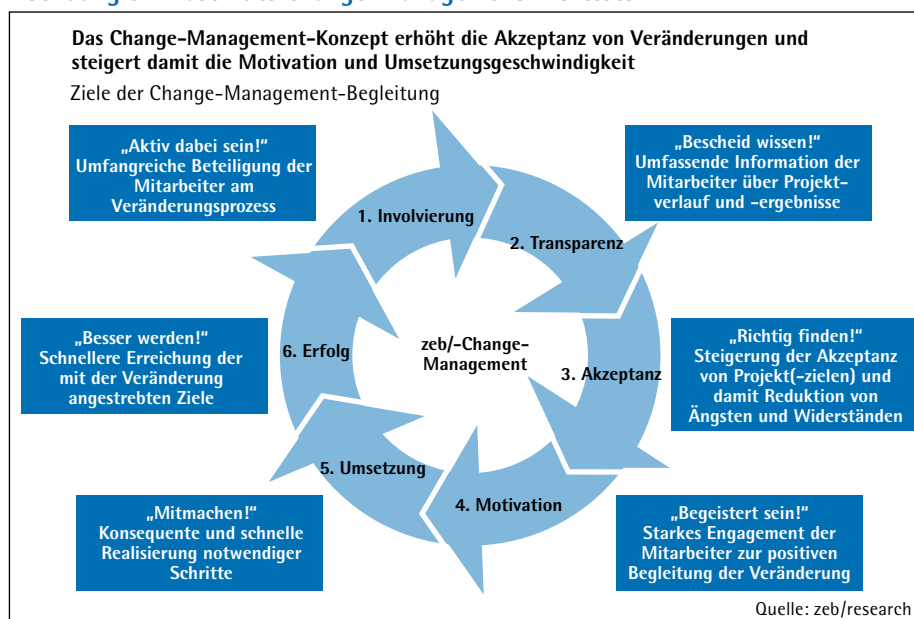 Das Change-Management-Konzept erhöht die Akzeptanz von Veränderungen und
steigert damit die Motivation und Umsetzungsgeschwindigkeit
Ziele der Change-Management-Begleitung
„Aktiv dabei sein!“
Umfangreiche Beteiligung der
Mitarbeiter am
Veränderungsprozess
1. Involvierung
„Bescheid wissen!“
Umfassende Information der
Mitarbeiter über Projekt-
verlauf und -ergebnisse
2. Transparenz
„Richtig finden!“
Steigerung der Akzeptanz
von Projekt(-zielen) und
damit Reduktion von
Ängsten und Widerständen
3. Akzeptanz
„Begeistert sein!“
Starkes Engagement der
Mitarbeiter zur positiven
Begleitung der Veränderung
4. Motivation
„Mitmachen!“
Konsequente und schnelle
Realisierung notwendiger
Schritte
5. Umsetzung
„Besser werden!“
Schnellere Erreichung der
mit der Veränderung
angestrebten Ziele
6. Erfolg
zeb/-Change-
Management
Quelle: zeb/research